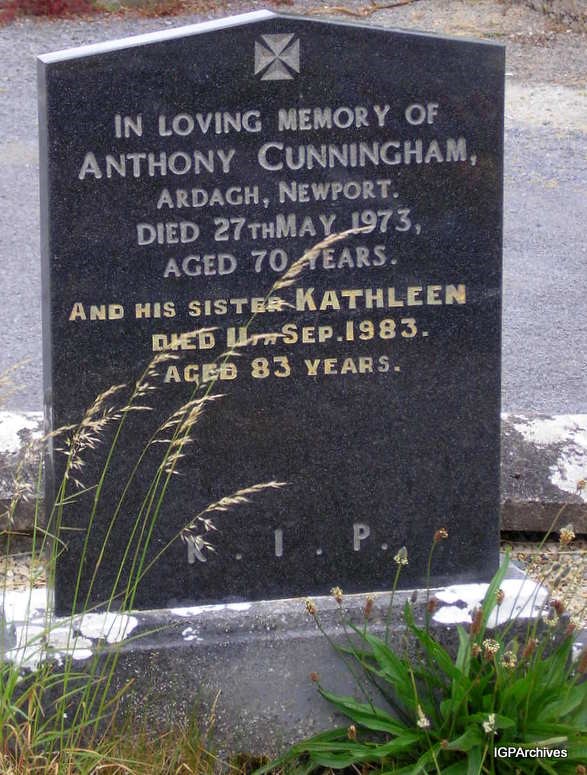 IN LOVING MEMORY OF
ANTHONY CUNNINGHAM,
ARDAGH, NEWPORT.
DIED 27TH MAY 1973,
AGED 70 YEARS.
AND HIS SISTER KATHLEEN
DIED 11TH SEP. 1983.
AGED 83 YEARS.
R. I. P.
IGPArchives